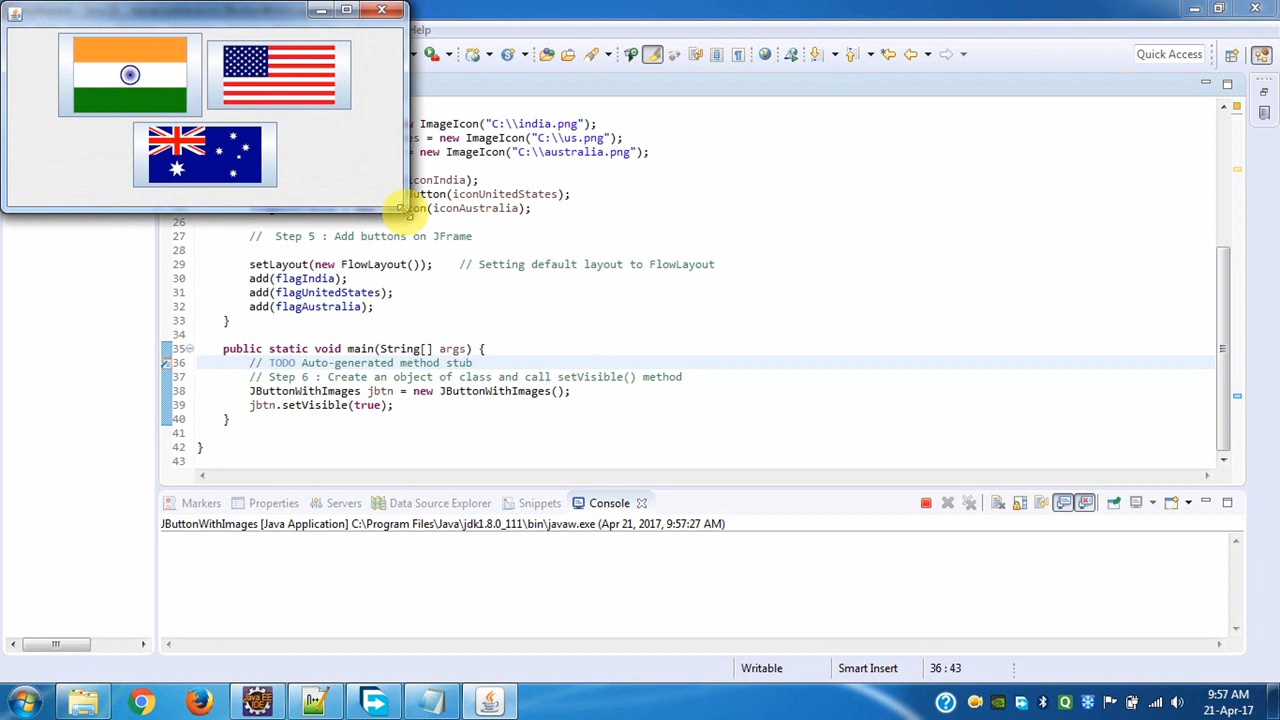 Help
Quick Access
ImageIcon("C:\\india.png");
= new ImageIcon("C:\\us.png");
= new ImageIcon("C:\\australia.png");
iconIndia);
utton(iconUnitedStates);
on(iconAustralia);
26
27 // Step 5 : Add buttons on JFrame
28
29 setLayout(new FlowLayout()); // Setting default layout to FlowLayout
30 add(flagIndia);
31 add(flagUnitedStates);
32 add(flagAustralia);
33 }
34
35 public static void main(String[] args) {
36 // TODO Auto-generated method stub
37 // Step 6 : Create an object of class and call setVisible() method
38 JButtonWithImages jbtn = new JButtonWithImages();
39 jbtn.setVisible(true);
40 }
41
42 }
43
Markers Properties Servers Data Source Explorer Snippets Console
JButtonWithImages [Java Application] C:\Program Files\Java\jdk1.8.0_111\bin\javaw.exe (Apr 21, 2017, 9:57:27 AM)
Writable Smart Insert 36 : 43
Java EE
IDE
9:57 AM
21-Apr-17